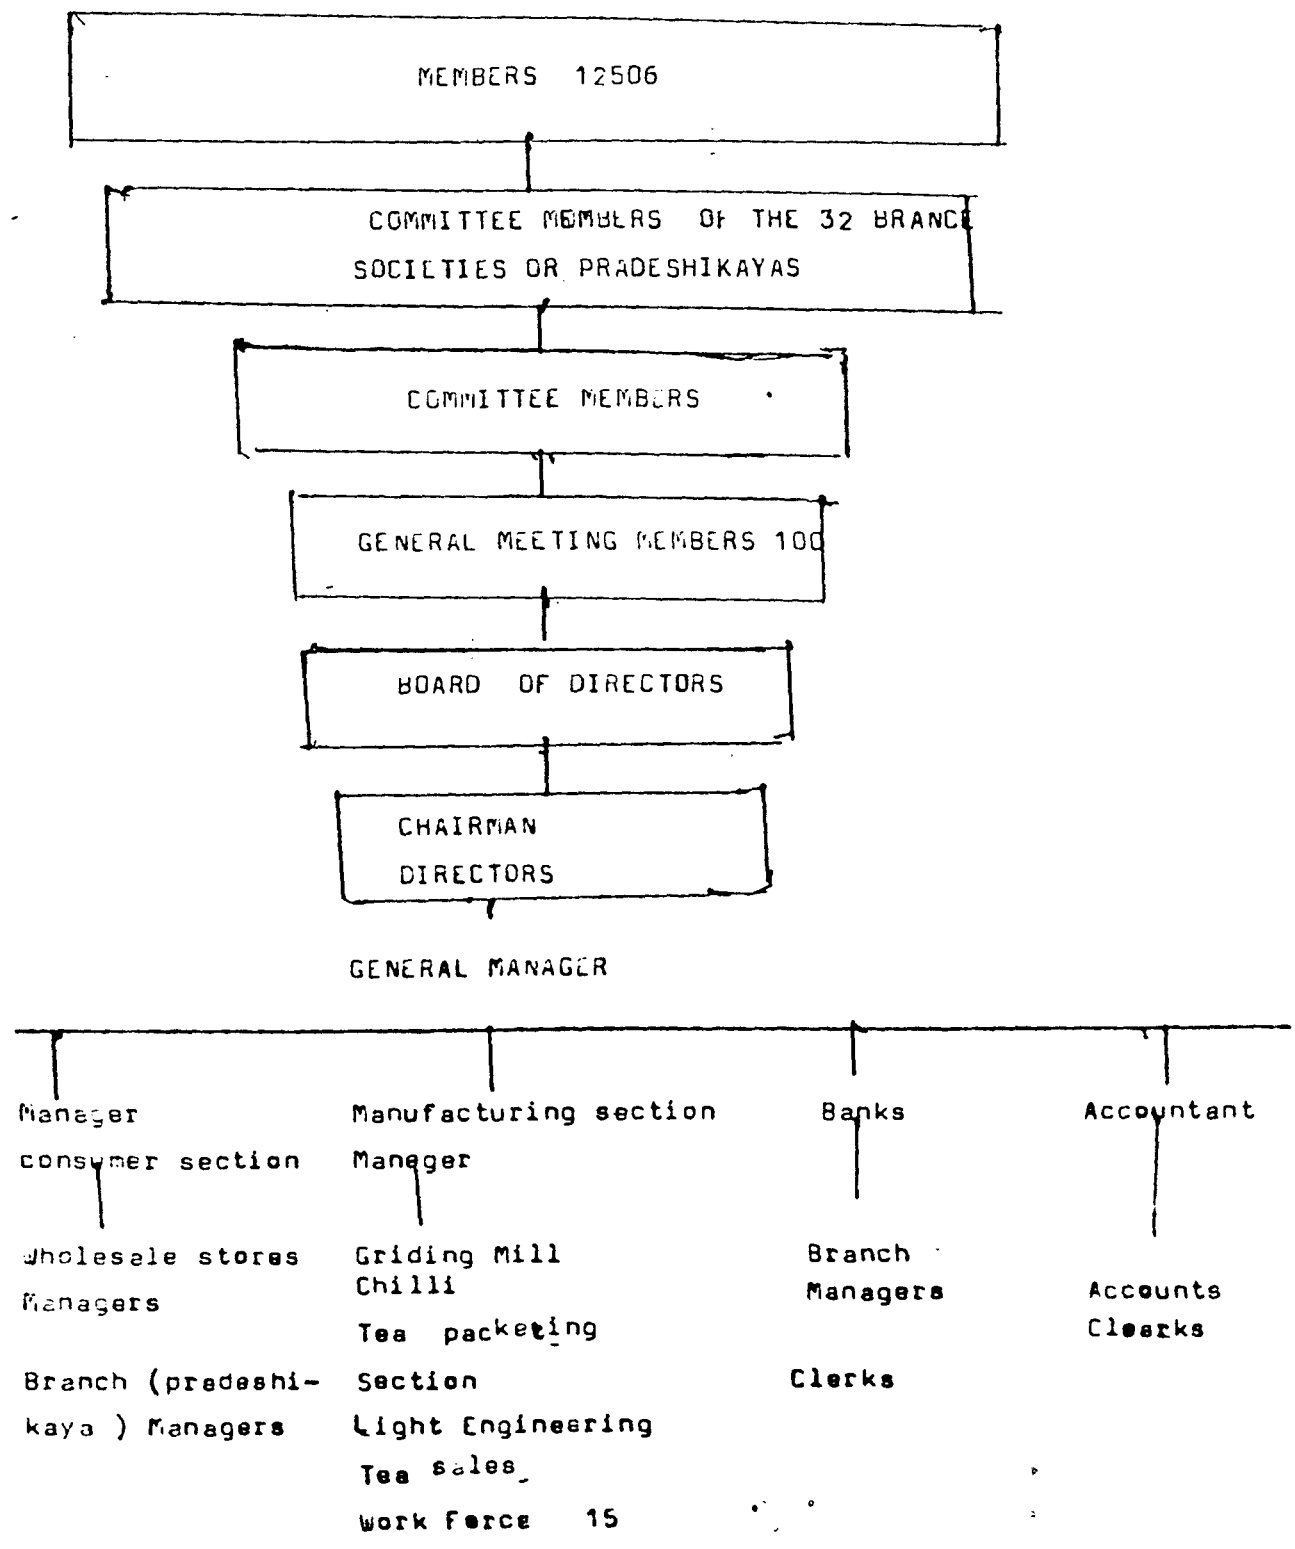 MEMBERS 12506
COMMITTEE MEMBERS OF THE 32 BRANCE
SOCIETIES OR PRADESHIKAYAS
COMMITTEE MEMBERS
GENERAL MEETING MEMBERS 100
BOARD OF DIRECTORS
CHAIRMAN
DIRECTORS
GENERAL MANAGER
Manager
consumer section
Wholesale stores
Managers
Branch (pradeshi-
kaya ) Managers
Manufacturing section
Manager
Griding Mill
Chilli
Tea packeting
Section
Light Engineering
Tea sales
Work Force 15
Banks
Branch
Managers
Clerks
Accountant
Accounts
Clearks